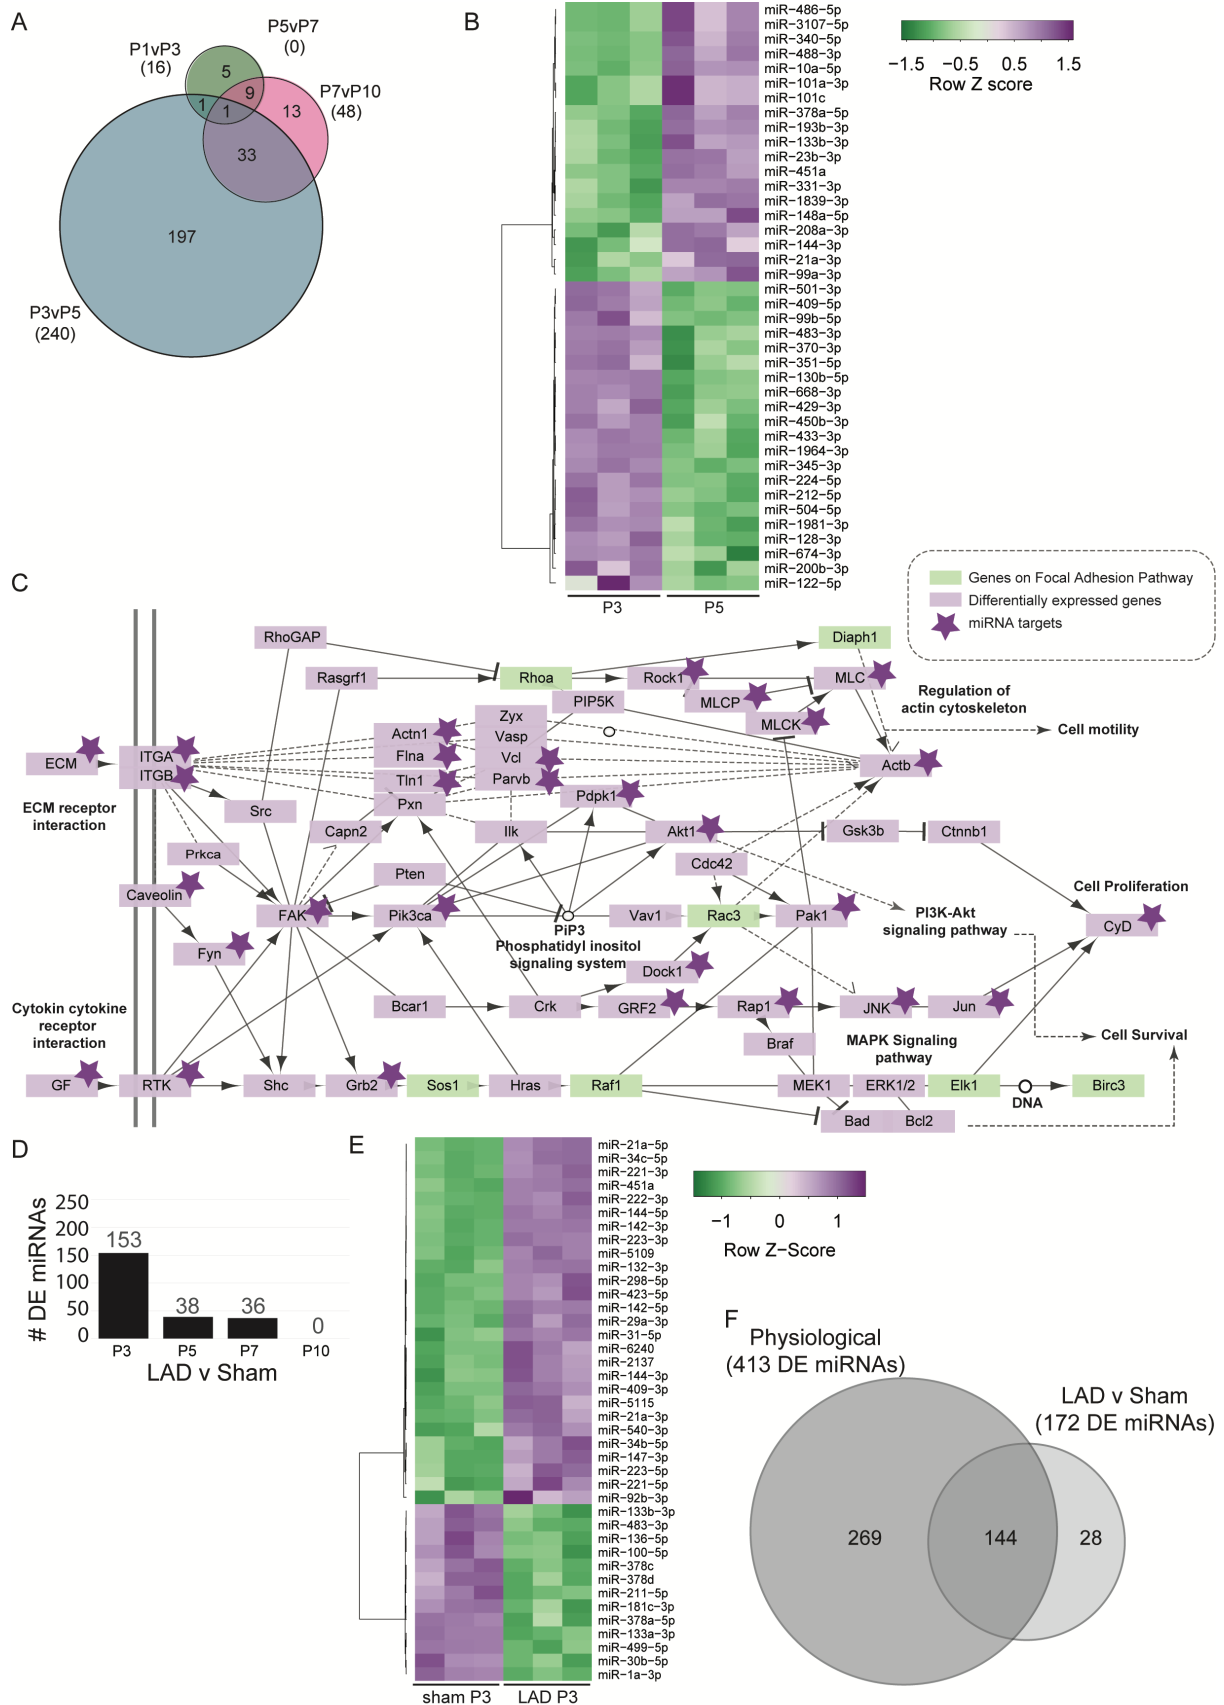 A
P5vP7
(0)
P1vP3
(16)
P7vP10
(48)
5
9
1
1
13
33
197
P3vP5
(240)
B
miR-486-5p
miR-3107-5p
miR-340-5p
miR-488-3p
miR-10a-5p
miR-101a-3p
miR-101c
miR-378a-5p
miR-193b-3p
miR-133b-3p
miR-23b-3p
miR-451a
miR-331-3p
miR-1839-3p
miR-148a-5p
miR-208a-3p
miR-144-3p
miR-21a-3p
miR-99a-3p
miR-501-3p
miR-409-5p
miR-99b-5p
miR-483-3p
miR-370-3p
miR-351-5p
miR-130b-5p
miR-668-3p
miR-429-3p
miR-450b-3p
miR-433-3p
miR-1964-3p
miR-345-3p
miR-224-5p
miR-212-5p
miR-504-5p
miR-1981-3p
miR-128-3p
miR-674-3p
miR-200b-3p
miR-122-5p
P3 P5
−1.5 −0.5 0.5 1.5
Row Z score
C
Genes on Focal Adhesion Pathway
Differentially expressed genes
miRNA targets
RhoGAP
Diaph1
Rasgrf1
Rhoa
Rock1
MLC
PIP5K
MLCP
MLCK
Regulation of
actin cytoskeleton
Cell motility
Zyx
Vasp
Vcl
Parvb
Actn1
Flna
Tln1
Pxn
ECM
ITGA
ITGB
Actb
ECM receptor
interaction
Src
Capn2
Ilk
Pdpk1
Akt1
Gsk3b
Ctnnb1
Prkca
Pten
Cdc42
Caveolin
FAK
Pik3ca
PiP3
Phosphatidyl inositol
signaling system
Vav1
Rac3
Pak1
PI3K-Akt
signaling pathway
Cell Proliferation
CyD
Fyn
Dock1
Bcar1
Crk
GRF2
Rap1
JNK
Jun
Cytokin cytokine
receptor
interaction
Braf
MAPK Signaling
pathway
Cell Survival
GF
RTK
Shc
Grb2
Sos1
Hras
Raf1
MEK1
ERK1/2
Elk1
DNA
Birc3
Bad
Bcl2
D
# DE miRNAs
250
200
150
100
50
0
153
38
36
0
P3 P5 P7 P10
LAD v Sham
E
miR-21a-5p
miR-34c-5p
miR-221-3p
miR-451a
miR-222-3p
miR-144-5p
miR-142-3p
miR-223-3p
miR-5109
miR-132-3p
miR-298-5p
miR-423-5p
miR-142-5p
miR-29a-3p
miR-31-5p
miR-6240
miR-2137
miR-144-3p
miR-409-3p
miR-5115
miR-21a-3p
miR-540-3p
miR-34b-5p
miR-147-3p
miR-223-5p
miR-221-5p
miR-92b-3p
miR-133b-3p
miR-483-3p
miR-136-5p
miR-100-5p
miR-378c
miR-378d
miR-211-5p
miR-181c-3p
miR-378a-5p
miR-133a-3p
miR-499-5p
miR-30b-5p
miR-1a-3p
sham P3 LAD P3
−1 0 1
Row Z−Score
F
Physiological
(413 DE miRNAs)
LAD v Sham
(172 DE miRNAs)
269
144
28